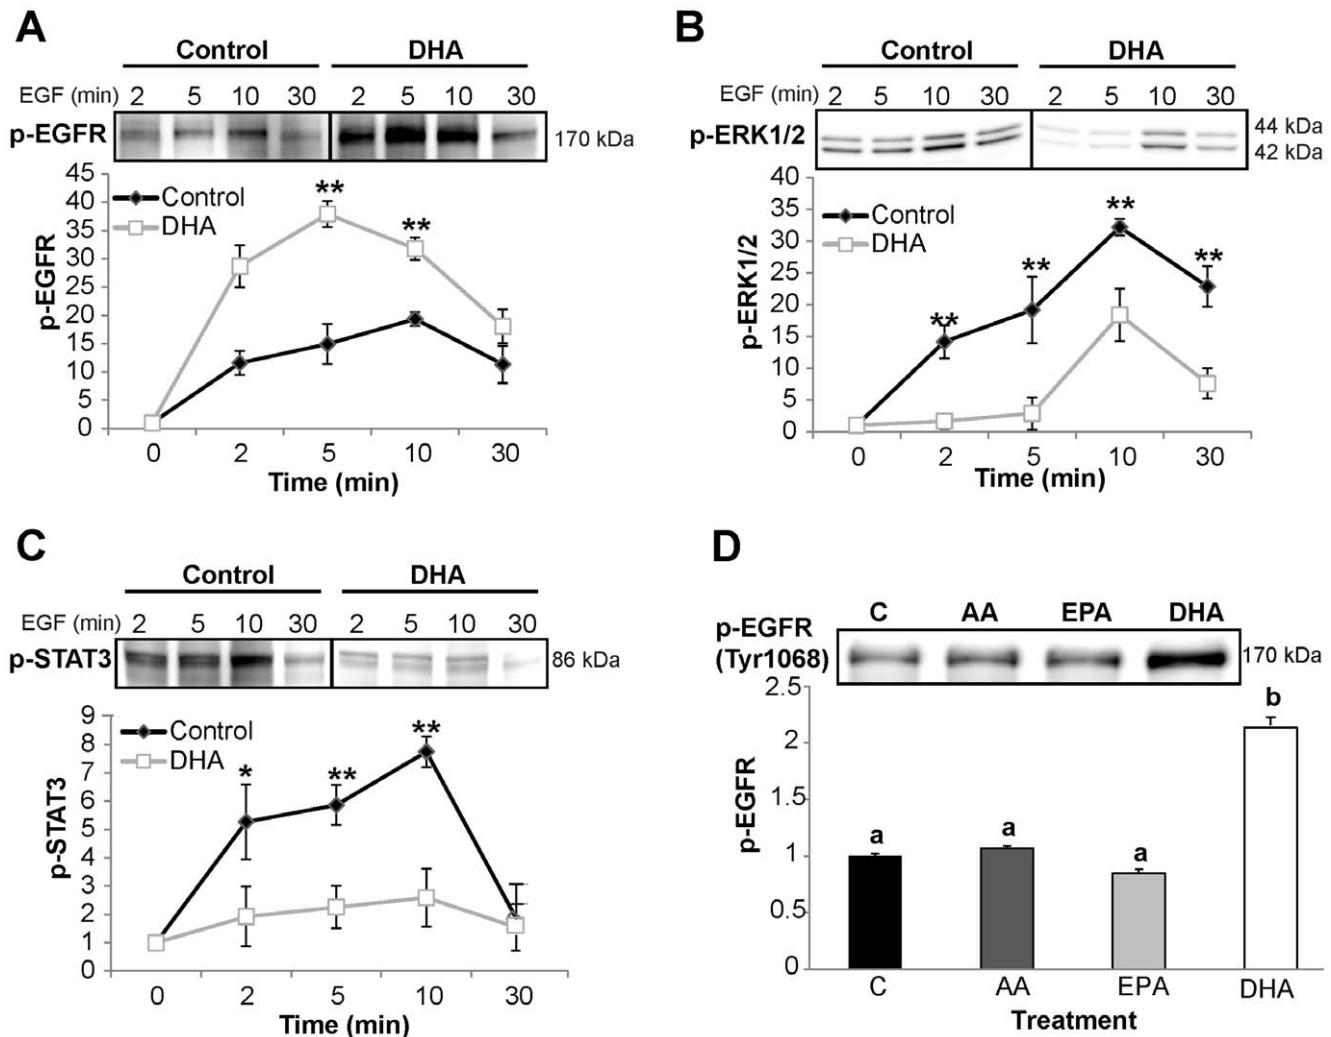 A
Control DHA
EGF (min) 2 5 10 30 2 5 10 30
p-EGFR 170 kDa
45
40
35
30
25
20
15
10
5
0
Control
DHA
** **
p-EGFR
0 2 5 10 30
Time (min)
B
Control DHA
EGF (min) 2 5 10 30 2 5 10 30
p-ERK1/2 44 kDa
42 kDa
40
35
30
25
20
15
10
5
0
Control
DHA
** ** ** **
p-ERK1/2
0 2 5 10 30
Time (min)
C
Control DHA
EGF (min) 2 5 10 30 2 5 10 30
p-STAT3 86 kDa
9
8
7
6
5
4
3
2
1
0
Control
DHA
* ** **
p-STAT3
0 2 5 10 30
Time (min)
D
C AA EPA DHA
p-EGFR
(Tyr1068) 170 kDa
2.5
2
1.5
1
0.5
0
a a a b
p-EGFR
C AA EPA DHA
Treatment